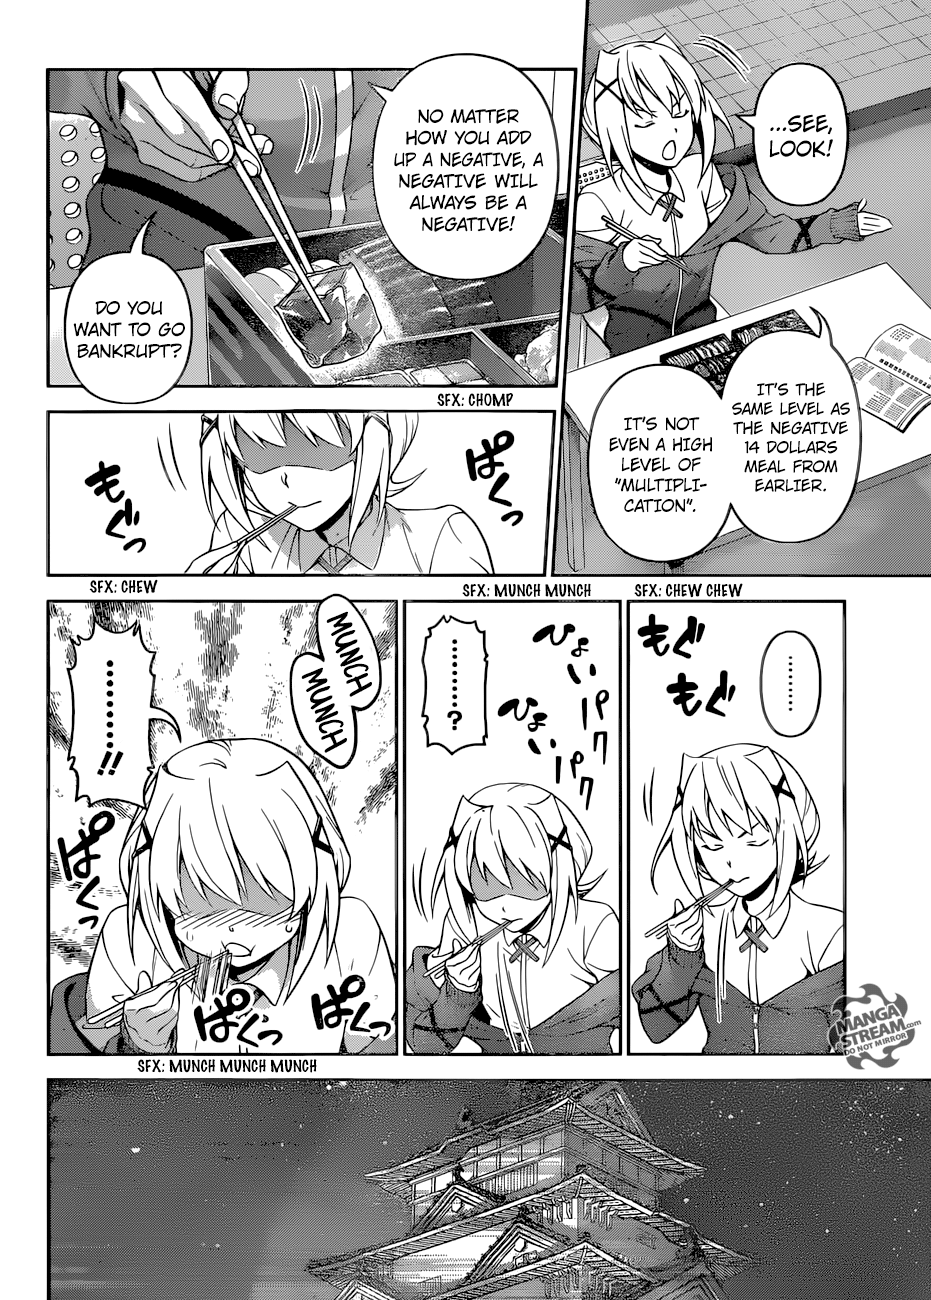 ...SEE,
LOOK!
IT'S THE
SAME LEVEL AS
THE NEGATIVE
14 DOLLARS
MEAL FROM
EARLIER.
IT'S NOT
EVEN A HIGH
LEVEL OF
"MULTIPLI-
CATION".
NO MATTER
HOW YOU ADD
UP A NEGATIVE, A
NEGATIVE WILL
ALWAYS BE A
NEGATIVE!
DO YOU
WANT TO GO
BANKRUPT?
SFX: CHOMP
ぱくっ
もぐっ
SFX: CHEW
SFX: MUNCH MUNCH
SFX: CHEW CHEW
.........
もぐ
もぐ
ひょいパク
ひょいパク
..........?
MUNCH
MUNCH
..........!!
ぱくっ
ぱくっ
ぱくっ
SFX: MUNCH MUNCH MUNCH
MANGA
STREAM.com
DO NOT MIRROR